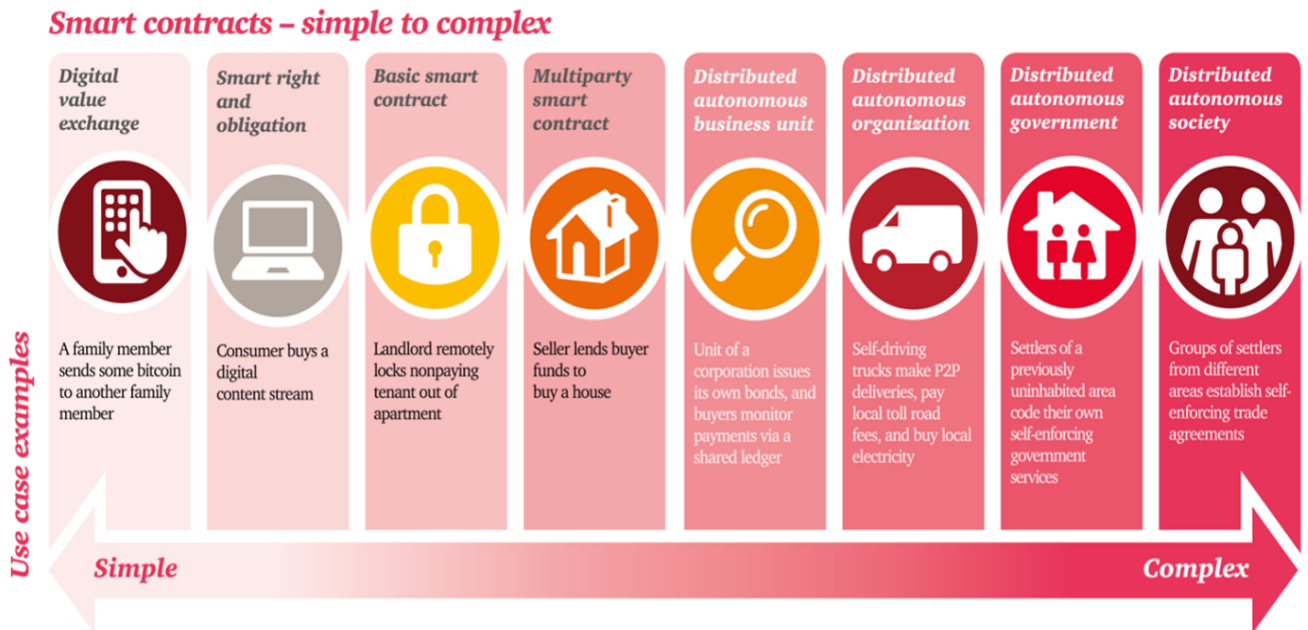 Smart contracts – simple to complex
Digital
value
exchange
Smart right
and
obligation
Basic smart
contract
Multiparty
smart
contract
Distributed
autonomous
business unit
Distributed
autonomous
organization
Distributed
autonomous
government
Distributed
autonomous
society
Use case examples
A family member
sends some bitcoin
to another family
member
Consumer buys a
digital
content stream
Landlord remotely
locks nonpaying
tenant out of
apartment
Seller lends buyer
funds to
buy a house
Unit of a
corporation issues
its own bonds, and
buyers monitor
payments via a
shared ledger
Self-driving
trucks make P2P
deliveries, pay
local toll road
fees, and buy local
electricity
Settlers of a
previously
uninhabited area
code their own
self-enforcing
government
services
Groups of settlers
from different
areas establish self-
enforcing trade
agreements
Simple
Complex